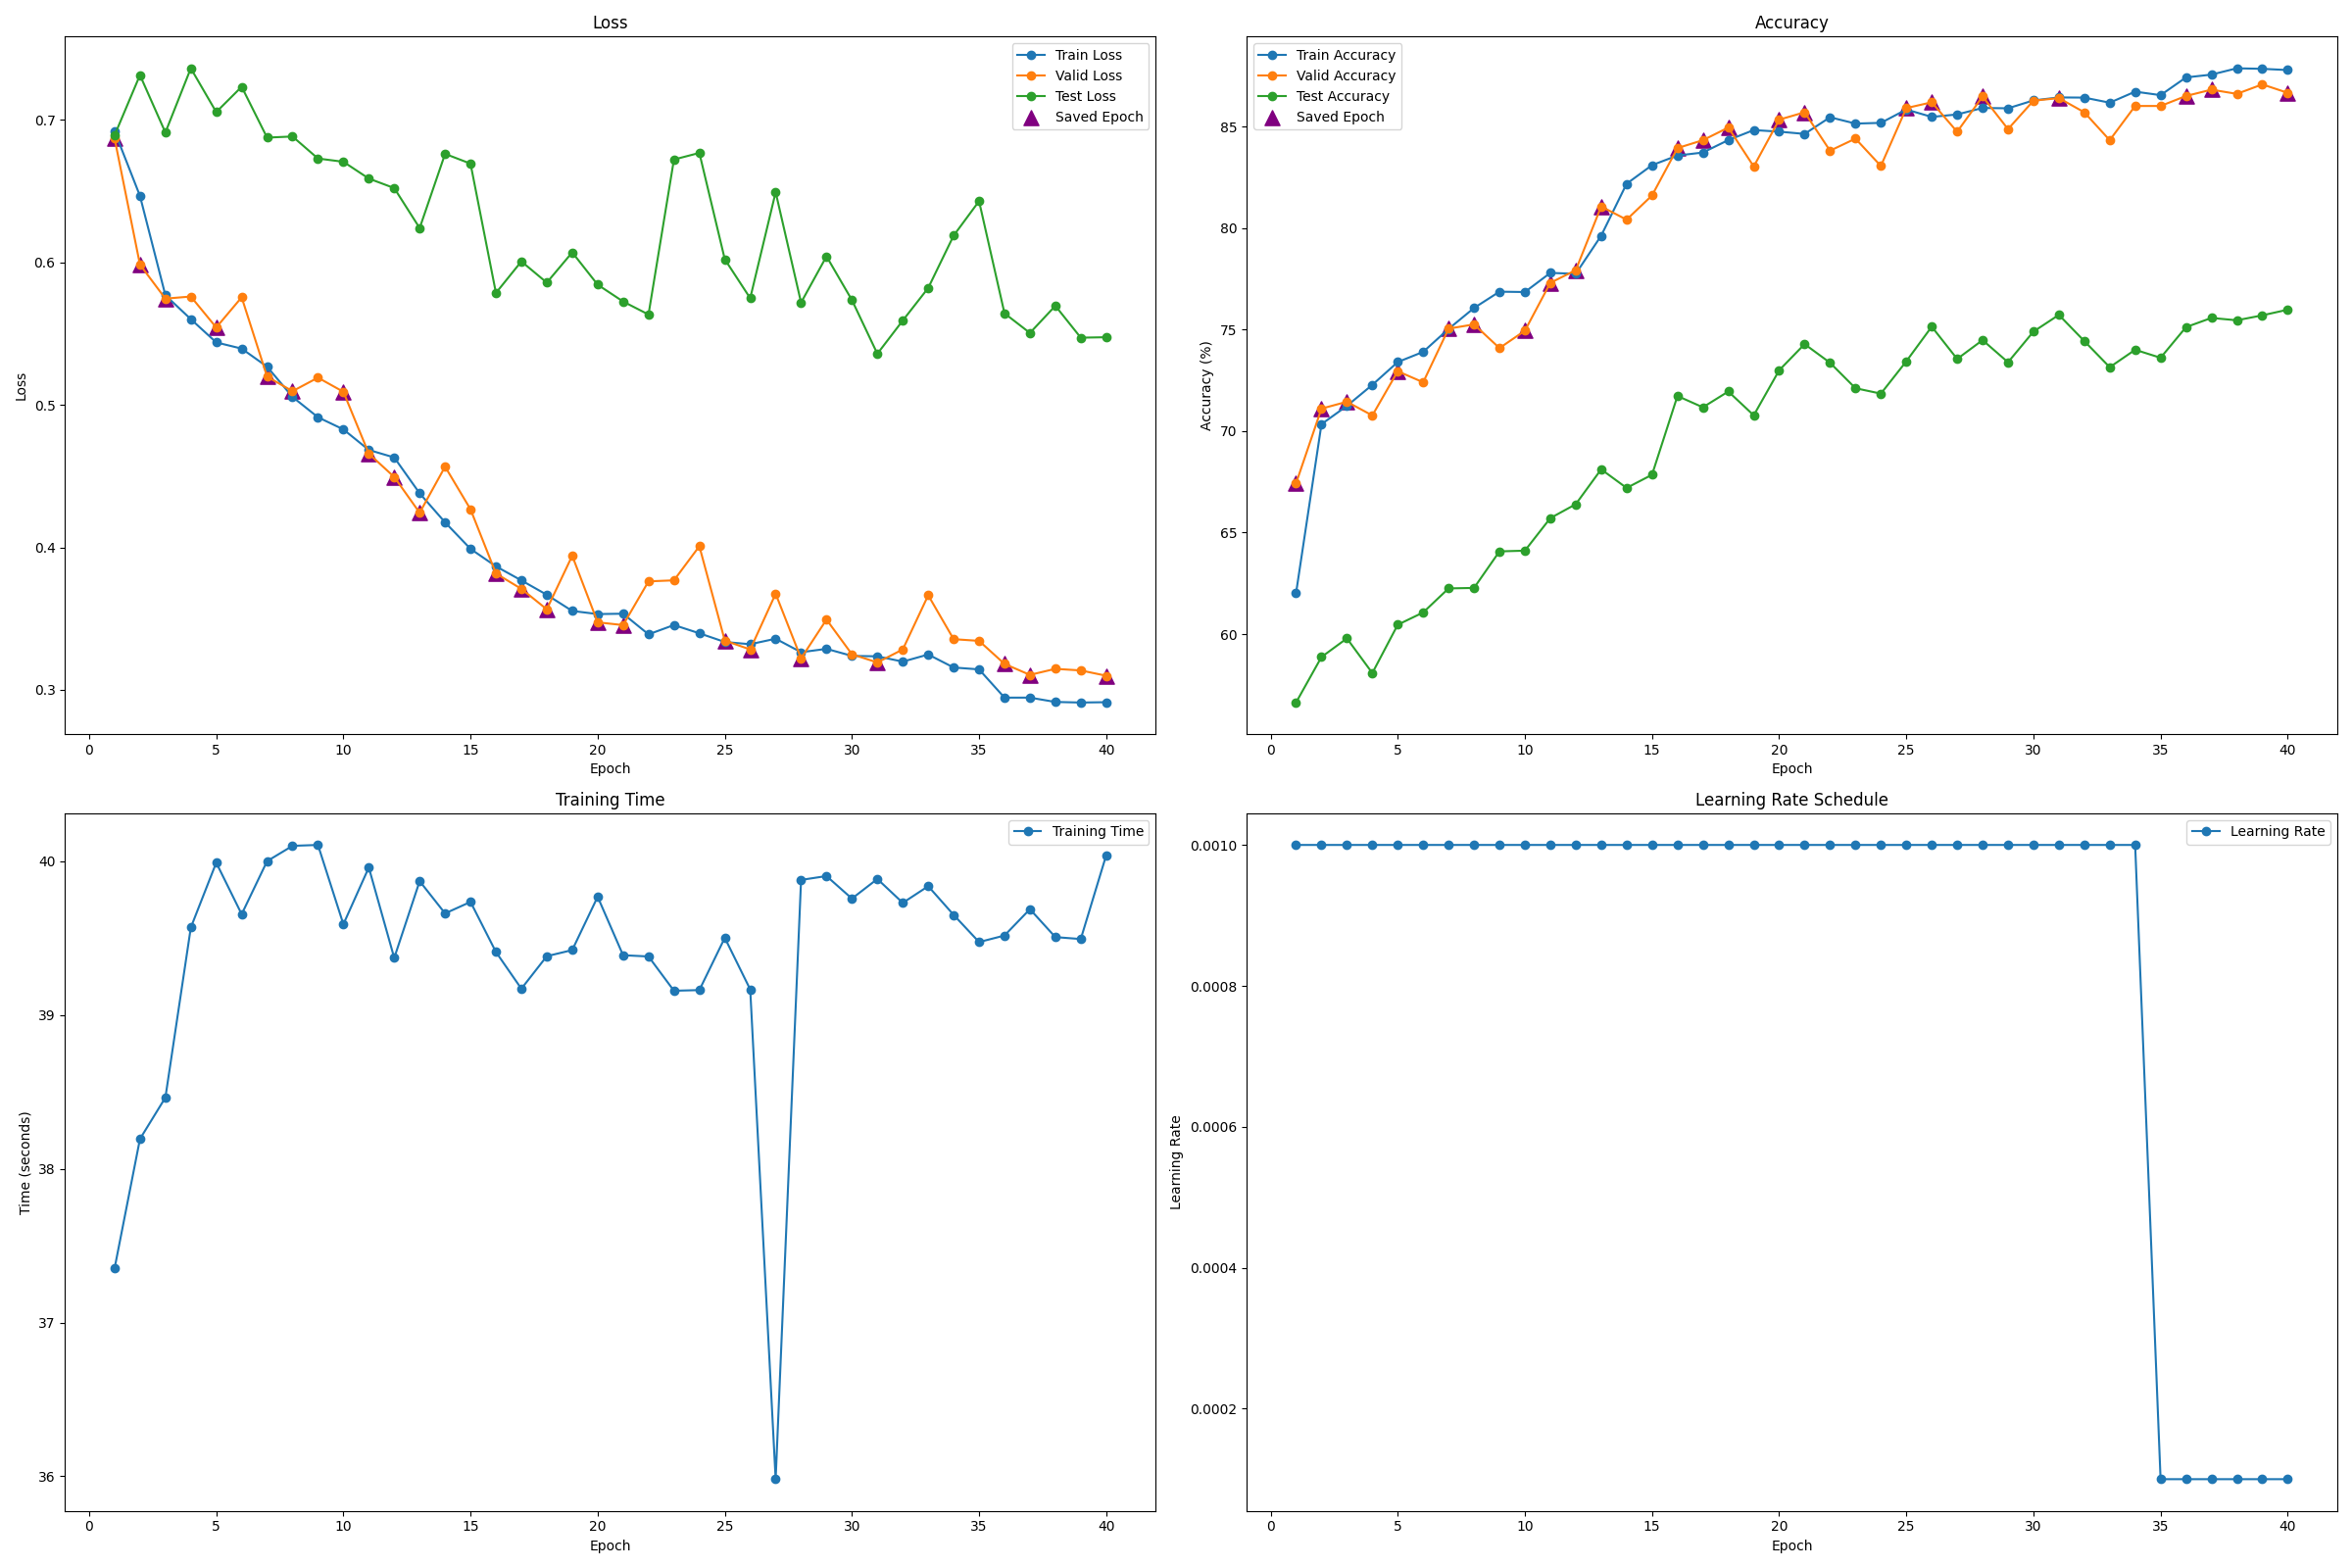 Loss
Train Loss
Valid Loss
Test Loss
Saved Epoch
Loss
0.7
0.6
0.5
0.4
0.3
0 5 10 15 20 25 30 35 40
Epoch
Accuracy
Train Accuracy
Valid Accuracy
Test Accuracy
Saved Epoch
Accuracy (%)
85
80
75
70
65
60
0 5 10 15 20 25 30 35 40
Epoch
Training Time
Training Time
Time (seconds)
40
39
38
37
36
0 5 10 15 20 25 30 35 40
Epoch
Learning Rate Schedule
Learning Rate
Learning Rate
0.0010
0.0008
0.0006
0.0004
0.0002
0 5 10 15 20 25 30 35 40
Epoch